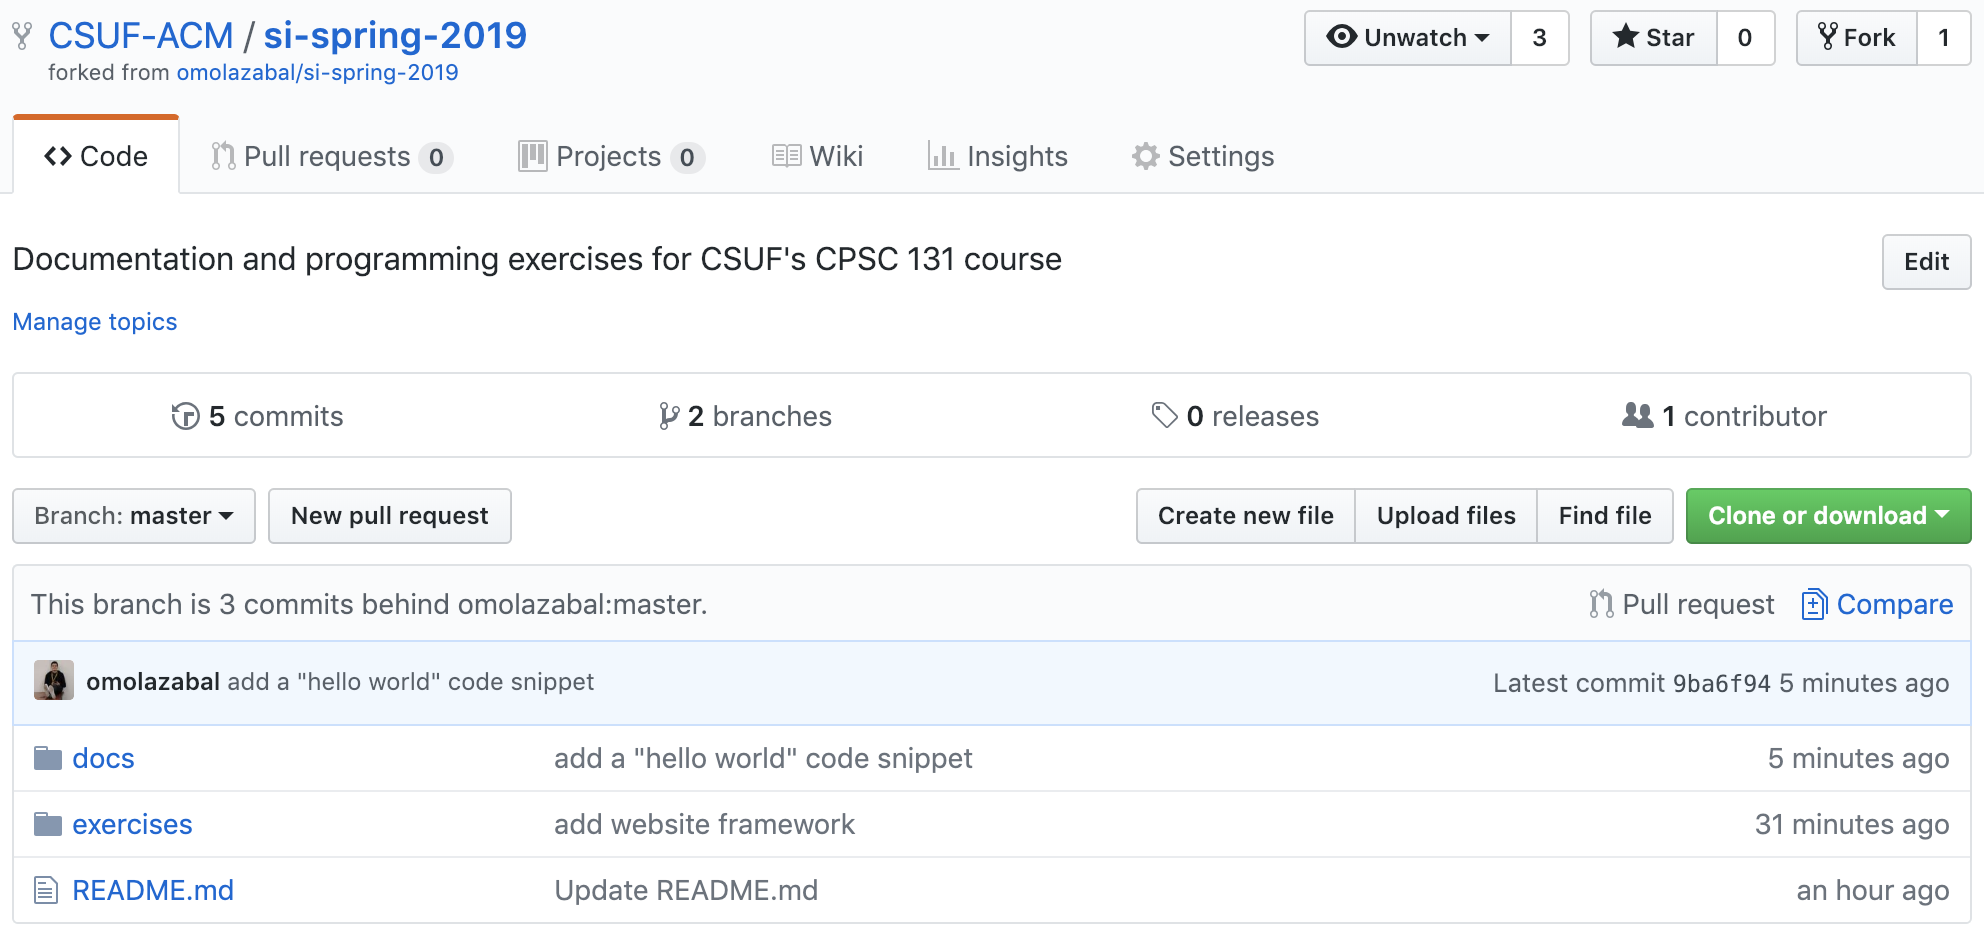 CSUF-ACM / si-spring-2019
forked from omolazabal/si-spring-2019
Unwatch 3 Star 0 Fork 1
Code Pull requests 0 Projects 0 Wiki Insights Settings
Documentation and programming exercises for CSUF's CPSC 131 course
Edit
Manage topics
5 commits 2 branches 0 releases 1 contributor
Branch: master New pull request Create new file Upload files Find file Clone or download
This branch is 3 commits behind omolazabal:master. Pull request Compare
omolazabal add a "hello world" code snippet Latest commit 9ba6f94 5 minutes ago
docs add a "hello world" code snippet 5 minutes ago
exercises add website framework 31 minutes ago
README.md Update README.md an hour ago